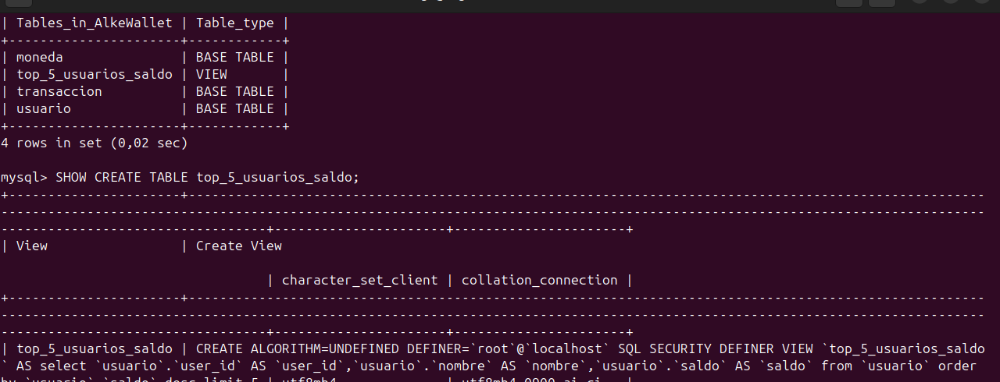 | Tables_in_AlkeWallet | Table_type |
+----------------------+------------+
| moneda               | BASE TABLE |
| top_5_usuarios_saldo | VIEW       |
| transaccion          | BASE TABLE |
| usuario              | BASE TABLE |
+----------------------+------------+
4 rows in set (0,02 sec)
mysql> SHOW CREATE TABLE top_5_usuarios_saldo;
+----------------------+------------------------------------------------------------------------------------------------------
------------------------------------------------------------------------------------------------------------------------------
----------------------------------+----------------------+----------------------+
| View                 | Create View
                                  | character_set_client | collation_connection |
+----------------------+------------------------------------------------------------------------------------------------------
------------------------------------------------------------------------------------------------------------------------------
----------------------------------+----------------------+----------------------+
| top_5_usuarios_saldo | CREATE ALGORITHM=UNDEFINED DEFINER=`root`@`localhost` SQL SECURITY DEFINER VIEW `top_5_usuarios_saldo
` AS select `usuario`.`user_id` AS `user_id`,`usuario`.`nombre` AS `nombre`,`usuario`.`saldo` AS `saldo` from `usuario` order
by `usuario`.`saldo` desc limit 5 | utf8mb4              | utf8mb4_0900_ai_ci   |